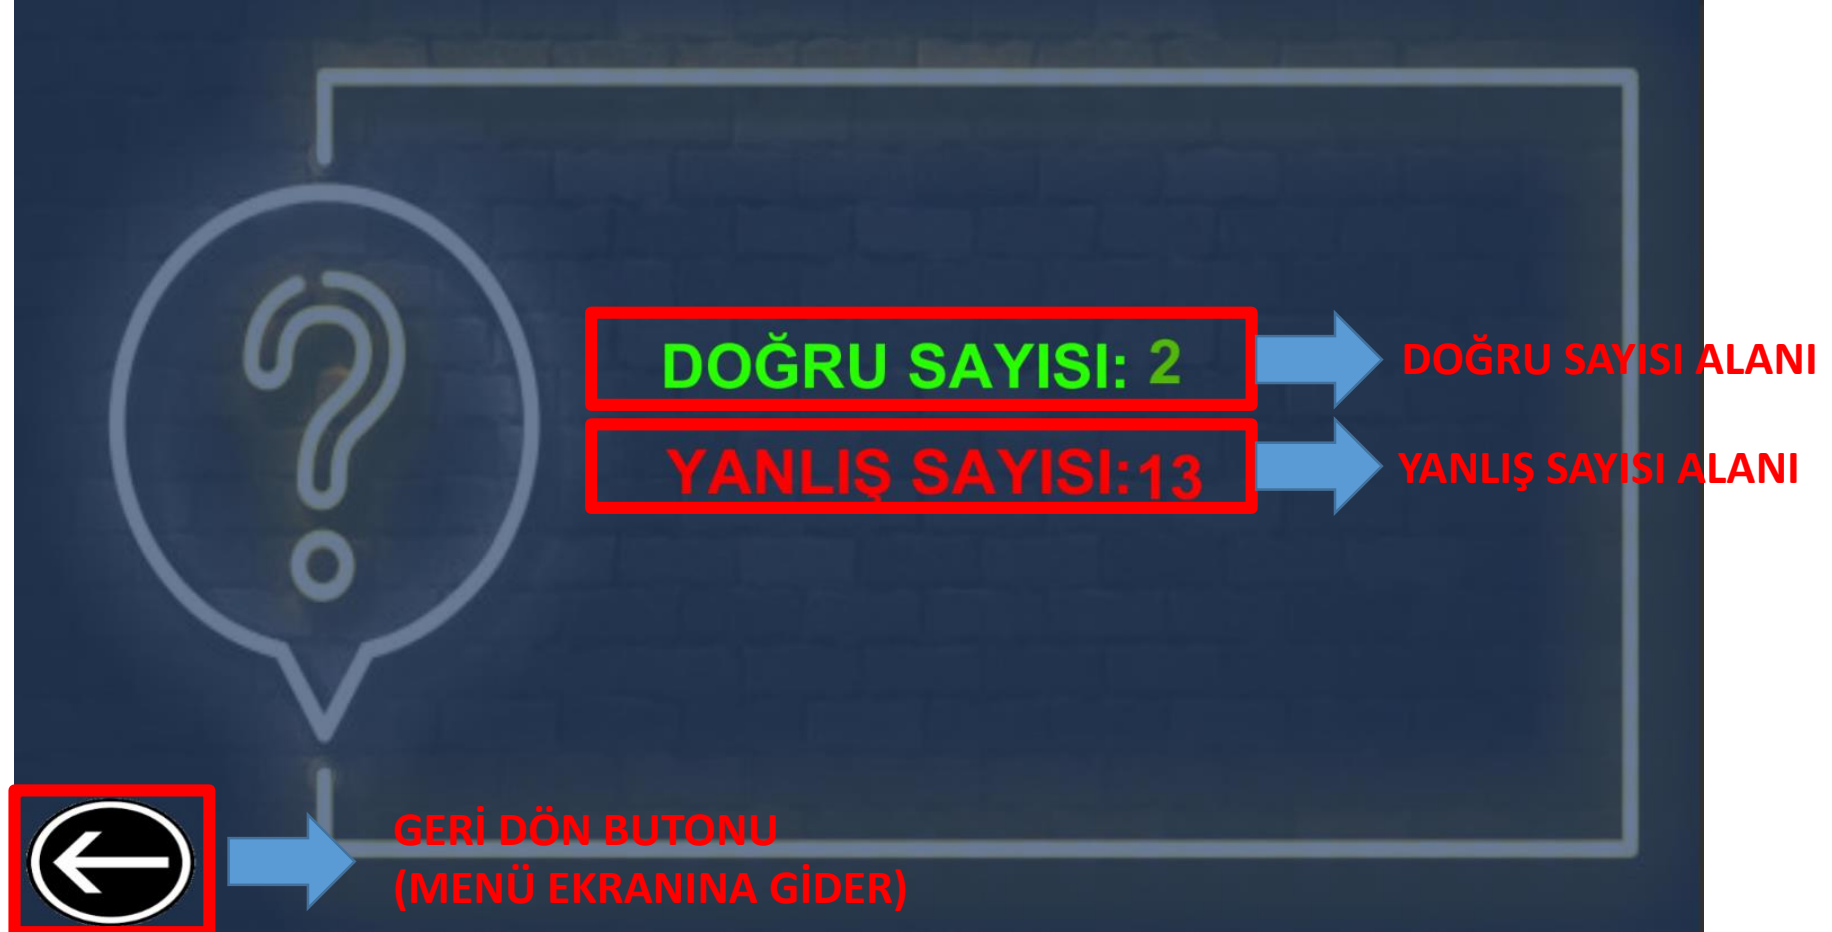 DOĞRU SAYISI: 2
DOĞRU SAYISI ALANI
YANLIŞ SAYISI:13
YANLIŞ SAYISI ALANI
GERİ DÖN BUTONU
(MENÜ EKRANINA GİDER)